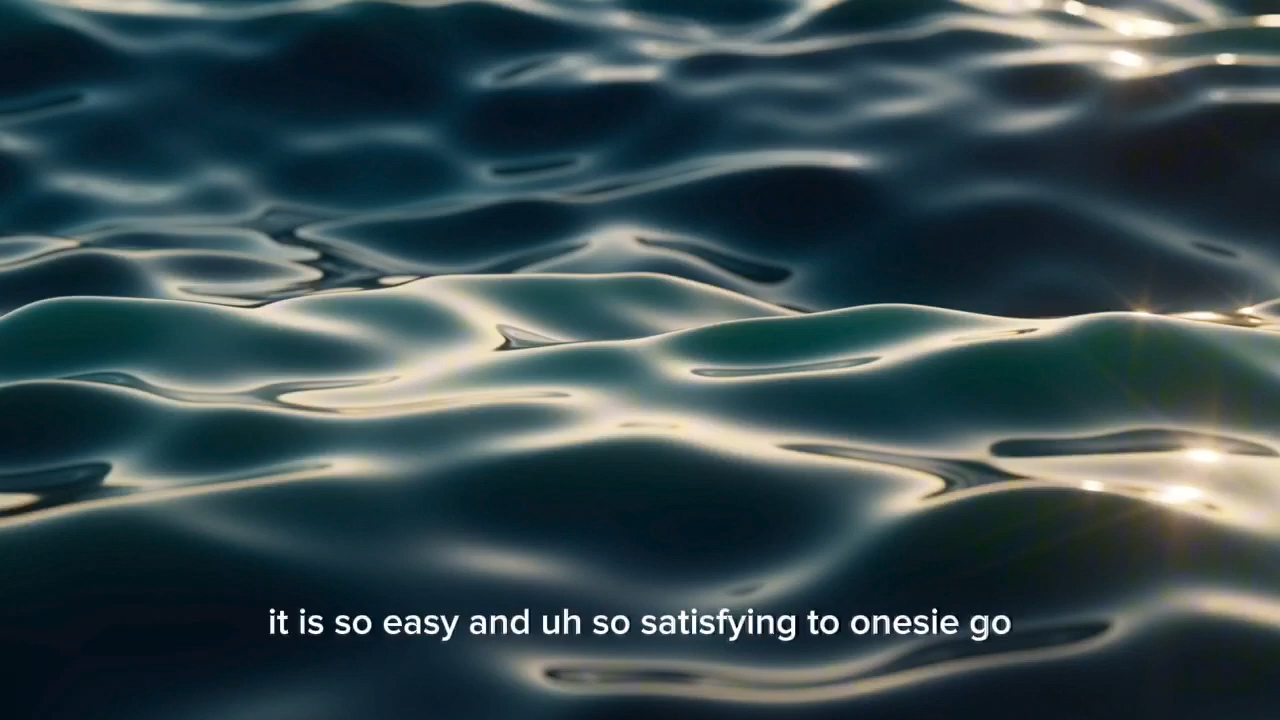 it is so easy and uh so satisfying to onesie go